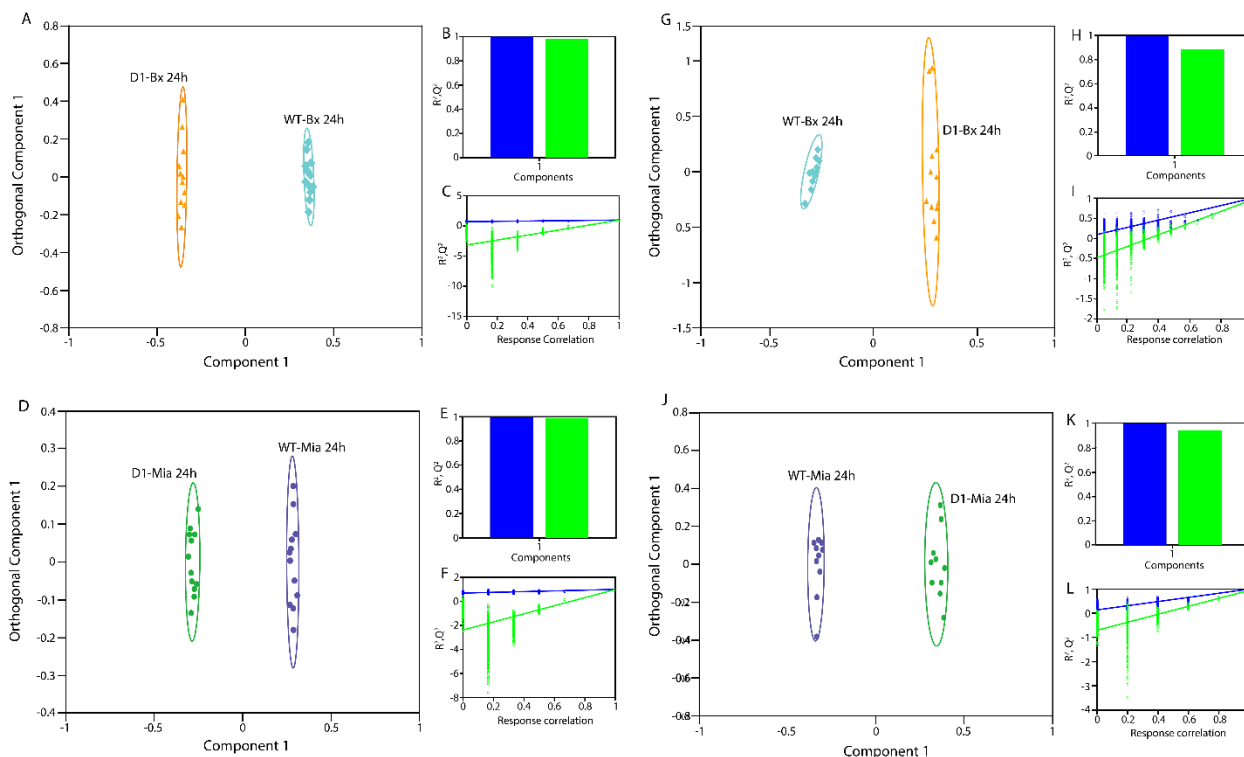 A
0.8
0.6
0.4
0.2
0
-0.2
-0.4
-0.6
-0.8
-1
-0.5
0
0.5
1
Orthogonal Component 1
Component 1
D1-Bx 24h
WT-Bx 24h
B
1
0.8
0.6
0.4
0.2
0
R²,Q²
1
Components
C
5
0
-5
-10
-15
R²,Q²
0 0.2 0.4 0.6 0.8 1
Response Correlation
G
1.5
1
0.5
0
-0.5
-1
-1.5
-1
-0.5
0
0.5
1
Orthogonal Component 1
Component 1
WT-Bx 24h
D1-Bx 24h
H
1
0.8
0.6
0.4
0.2
0
R²,Q²
1
Components
I
1
0.5
0
-0.5
-1
-1.5
-2
R²,Q²
0 0.2 0.4 0.6 0.8
Response correlation
D
0.4
0.3
0.2
0.1
0
-0.1
-0.2
-0.3
-0.4
-1
-0.5
0
0.5
1
Orthogonal Component 1
Component 1
D1-Mia 24h
WT-Mia 24h
E
1
0.8
0.6
0.4
0.2
0
R², Q²
1
Components
F
2
0
-2
-4
-6
-8
R²,Q²
0 0.2 0.4 0.6 0.8 1
Response correlation
J
0.8
0.6
0.4
0.2
0
-0.2
-0.4
-0.6
-0.8
-1
-0.5
0
0.5
1
Orthogonal Component 1
Component 1
WT-Mia 24h
D1-Mia 24h
K
1
0.8
0.6
0.4
0.2
0
R², Q²
1
Components
L
1
0
-1
-2
-3
-4
R², Q²
0 0.2 0.4 0.6 0.8
Response correlation